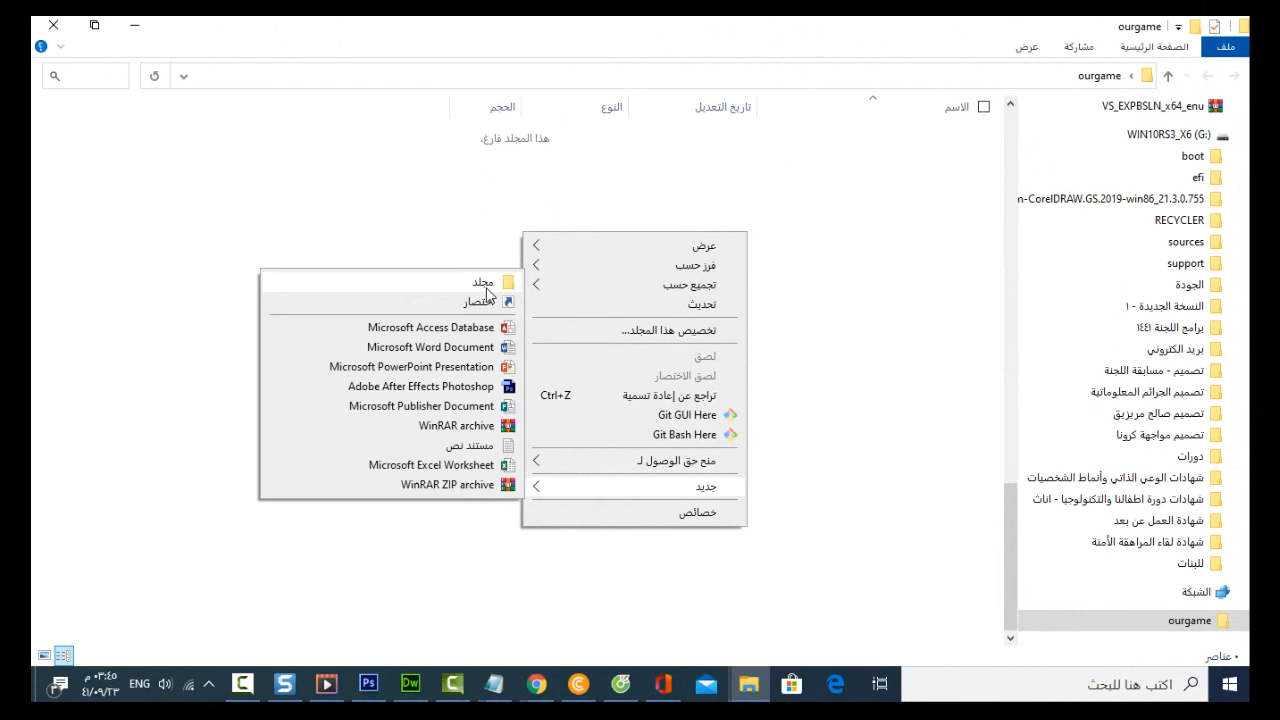 ourgame
ملف
الصفحة الرئيسية
مشاركة
عرض
ourgame
الاسم
تاريخ التعديل
النوع
الحجم
هذا المجلد فارغ.
VS_EXPBSLN_x64_enu
WIN10RS3_X6 (G:)
boot
efi
m-CorelDRAW.GS.2019-win86_21.3.0.755
RECYCLER
sources
support
الجودة
النسخة الجديدة - ١
برامج اللجنة ١٤٤١
بريد الكتروني
تصميم - مسابقة اللجنة
تصميم الجرائم المعلوماتية
تصميم صالح مريزيق
تصميم مواجهة كرونا
دورات
شهادات الوعي الذاتي وأنماط الشخصيات
شهادات دورة اطفالنا والتكنولوجيا - اناث
شهادة العمل عن بعد
شهادة لقاء المراهقة الأمنة
للبنات
الشبكة
ourgame
عرض
فرز حسب
تجميع حسب
تحديث
تخصيص هذا المجلد...
لصق
لصق الاختصار
تراجع عن إعادة تسمية Ctrl+Z
Git GUI Here
Git Bash Here
منح حق الوصول لـ
جديد
خصائص
مجلد
اختصار
Microsoft Access Database
Microsoft Word Document
Microsoft PowerPoint Presentation
Adobe After Effects Photoshop
Microsoft Publisher Document
WinRAR archive
مستند نص
Microsoft Excel Worksheet
WinRAR ZIP archive
٠ عناصر
اكتب هنا للبحث
ENG
٠٣:٤٥ م
٤١/٠٩/٢٣